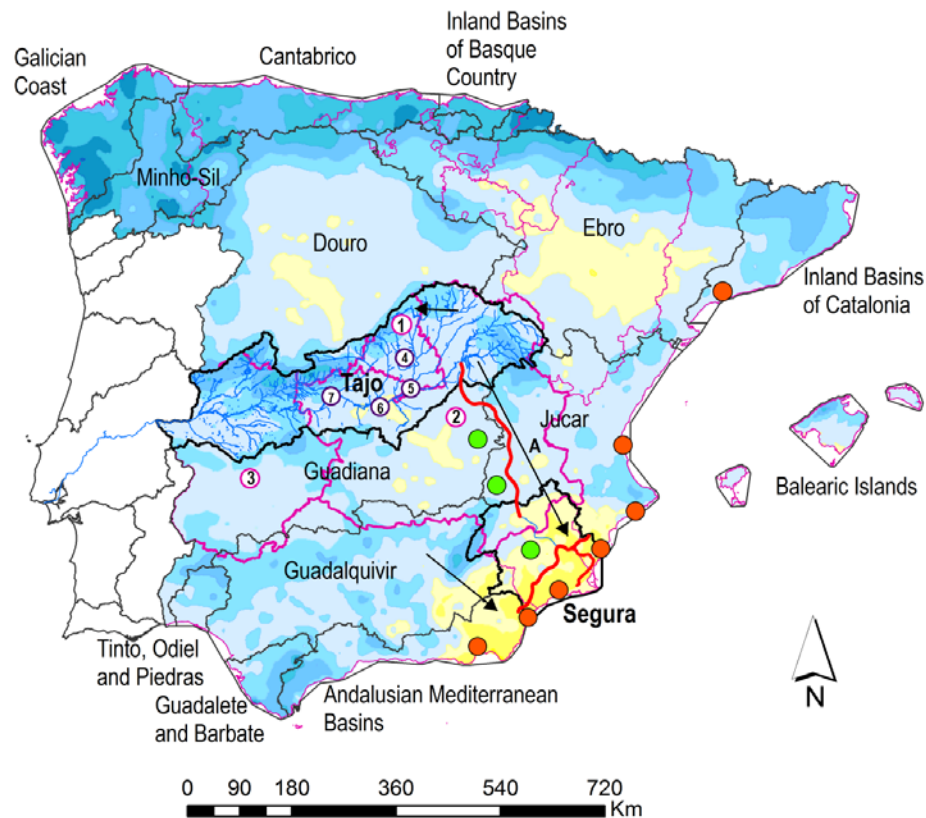 Inland Basins
of Basque
Country
Cantabrico
Galician
Coast
Minho-Sil
Douro
Ebro
Inland Basins
of Catalonia
1
4
5
Tajo
7
6
2
Jucar
A
3
Guadiana
Balearic Islands
Guadalquivir
Segura
Tinto, Odiel
and Piedras
Guadalete
and Barbate
Andalusian Mediterranean
Basins
N
0 90 180 360 540 720
Km